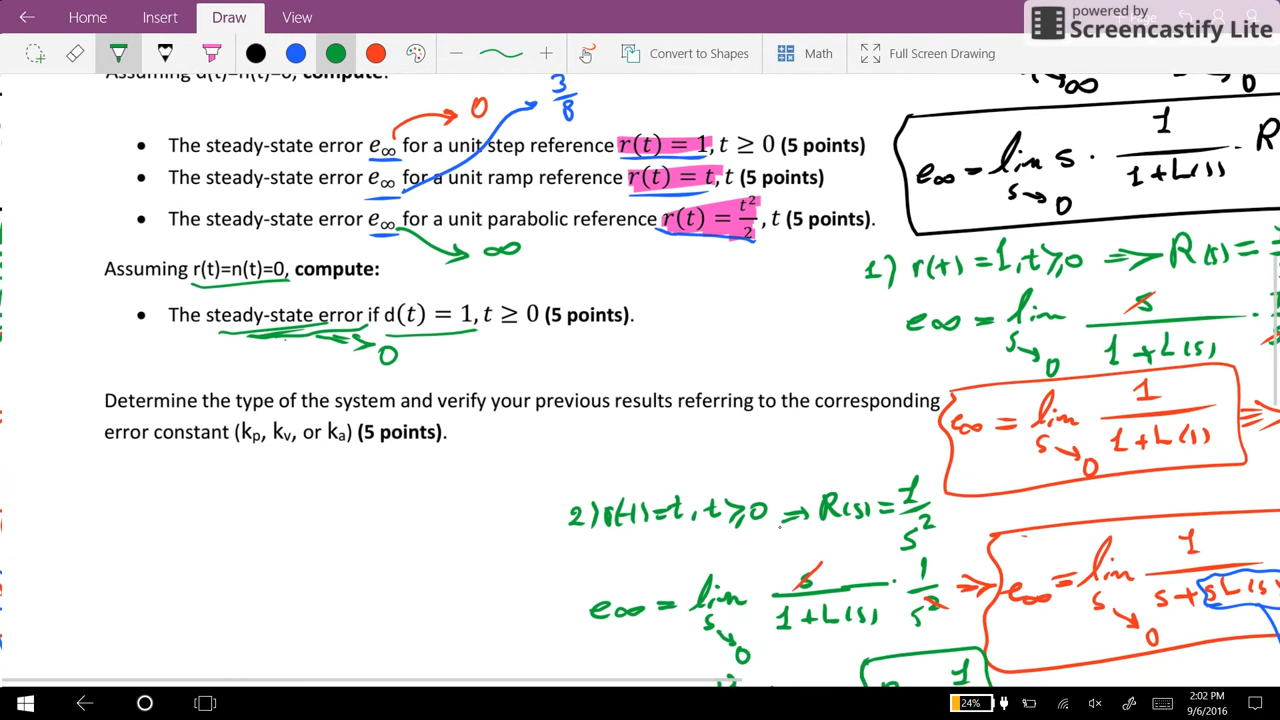 Home Insert Draw View
powered by
Screencastify Lite
Convert to Shapes Math Full Screen Drawing
Assuming d(t)=n(t)=0, compute:
3/8
0
• The steady-state error e∞ for a unit step reference r(t) = 1, t ≥ 0 (5 points)
• The steady-state error e∞ for a unit ramp reference r(t) = t, t (5 points)
• The steady-state error e∞ for a unit parabolic reference r(t) = t²/2, t (5 points).
∞
Assuming r(t)=n(t)=0, compute:
• The steady-state error if d(t) = 1, t ≥ 0 (5 points).
0
Determine the type of the system and verify your previous results referring to the corresponding
error constant (kp, kv, or ka) (5 points).
∞ 0
e∞ = lim s→0 s · 1/(1+L(s)) · R
1) r(t) = 1, t ≥ 0 => R(s) =
e∞ = lim s→0 s/(1+L(s)) ·
e∞ = lim s→0 1/(1+L(s)) =>
2) r(t) = t, t ≥ 0 => R(s) = 1/s²
e∞ = lim s→0 s/(1+L(s)) · 1/s² => e∞ = lim s→0 1/(s+sL(s)
1
24%
2:02 PM
9/6/2016